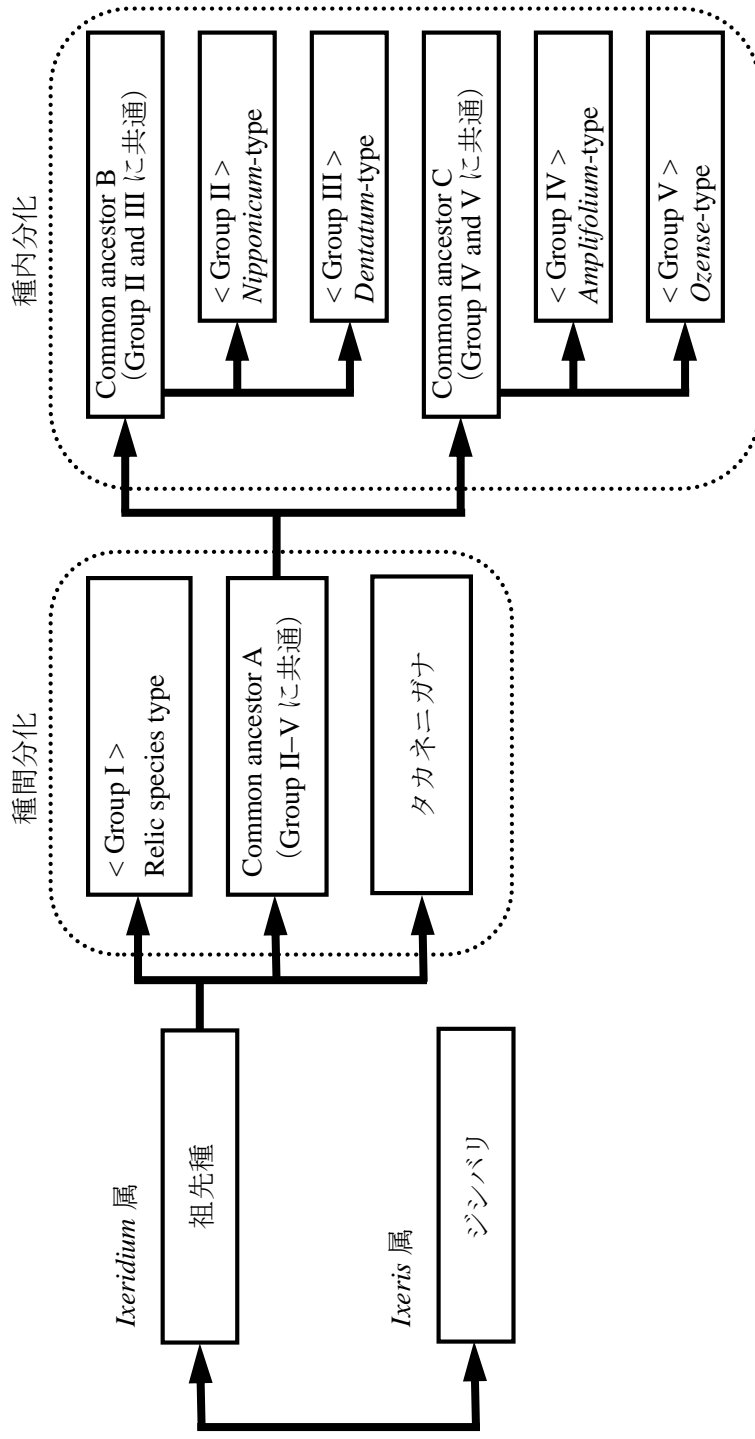 Ixeridium 属
祖先種
Ixeris 属
ジシバリ
種間分化
< Group I >
Relic species type
Common ancestor A
(Group II–V に共通)
タカネニガナ
種内分化
Common ancestor B
(Group II and III に共通)
< Group II >
Nipponicum-type
< Group III >
Dentatum-type
Common ancestor C
(Group IV and V に共通)
< Group IV >
Amplifolium-type
< Group V >
Ozense-type